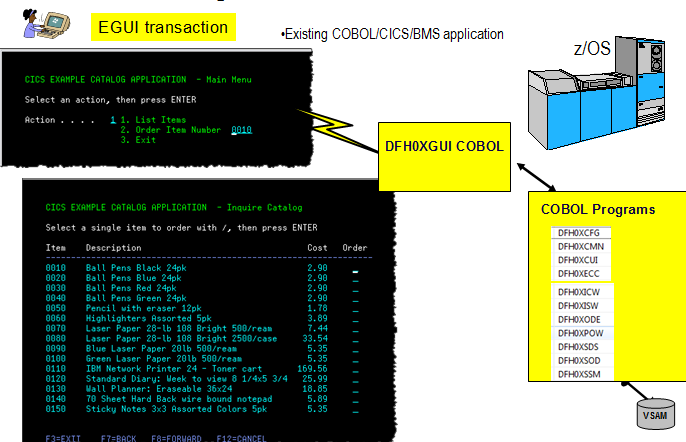 EGUI transaction
•Existing COBOL/CICS/BMS application
z/OS
CICS EXAMPLE CATALOG APPLICATION - Main Menu
Select an action, then press ENTER
Action . . . . 1 1. List Items
2. Order Item Number 0010
3. Exit
DFH0XGUI COBOL
COBOL Programs
DFH0XCFG
DFH0XCMN
DFH0XCUI
DFH0XECC
DFH0XICW
DFH0XISW
DFH0XODE
DFH0XPOW
DFH0XSDS
DFH0XSOD
DFH0XSSM
VSAM
CICS EXAMPLE CATALOG APPLICATION - Inquire Catalog
Select a single item to order with /, then press ENTER
Item Description Cost Order
0010 Ball Pens Black 24pk 2.90 _
0020 Ball Pens Blue 24pk 2.90 _
0030 Ball Pens Red 24pk 2.90 _
0040 Ball Pens Green 24pk 2.90 _
0050 Pencil with eraser 12pk 1.78 _
0060 Highlighters Assorted 5pk 3.89 _
0070 Laser Paper 28-lb 108 Bright 500/ream 7.44 _
0080 Laser Paper 28-lb 108 Bright 2500/case 33.54 _
0090 Blue Laser Paper 20lb 500/ream 5.35 _
0100 Green Laser Paper 20lb 500/ream 5.35 _
0110 IBM Network Printer 24 - Toner cart 169.56 _
0120 Standard Diary: Week to view 8 1/4x5 3/4 25.99 _
0130 Wall Planner: Eraseable 36x24 18.85 _
0140 70 Sheet Hard Back wire bound notepad 5.89 _
0150 Sticky Notes 3x3 Assorted Colors 5pk 5.35 _
F3=EXIT F7=BACK F8=FORWARD F12=CANCEL